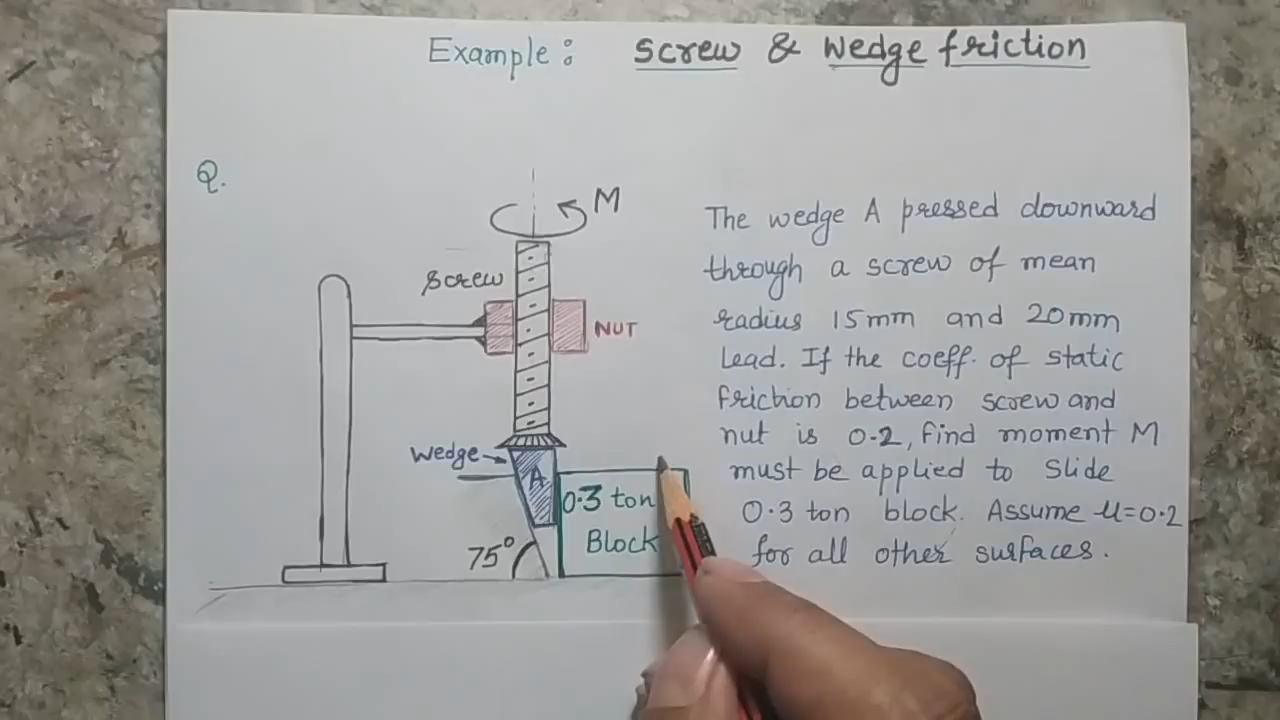 Example: Screw & Wedge friction
Q.
M
Screw
NUT
Wedge
A
0.3 ton
Block
75°
The wedge A pressed downward
through a screw of mean
radius 15mm and 20mm
Lead. If the coeff. of static
friction between screw and
nut is 0.2, find moment M
must be applied to slide
0.3 ton block. Assume μ=0.2
for all other surfaces.